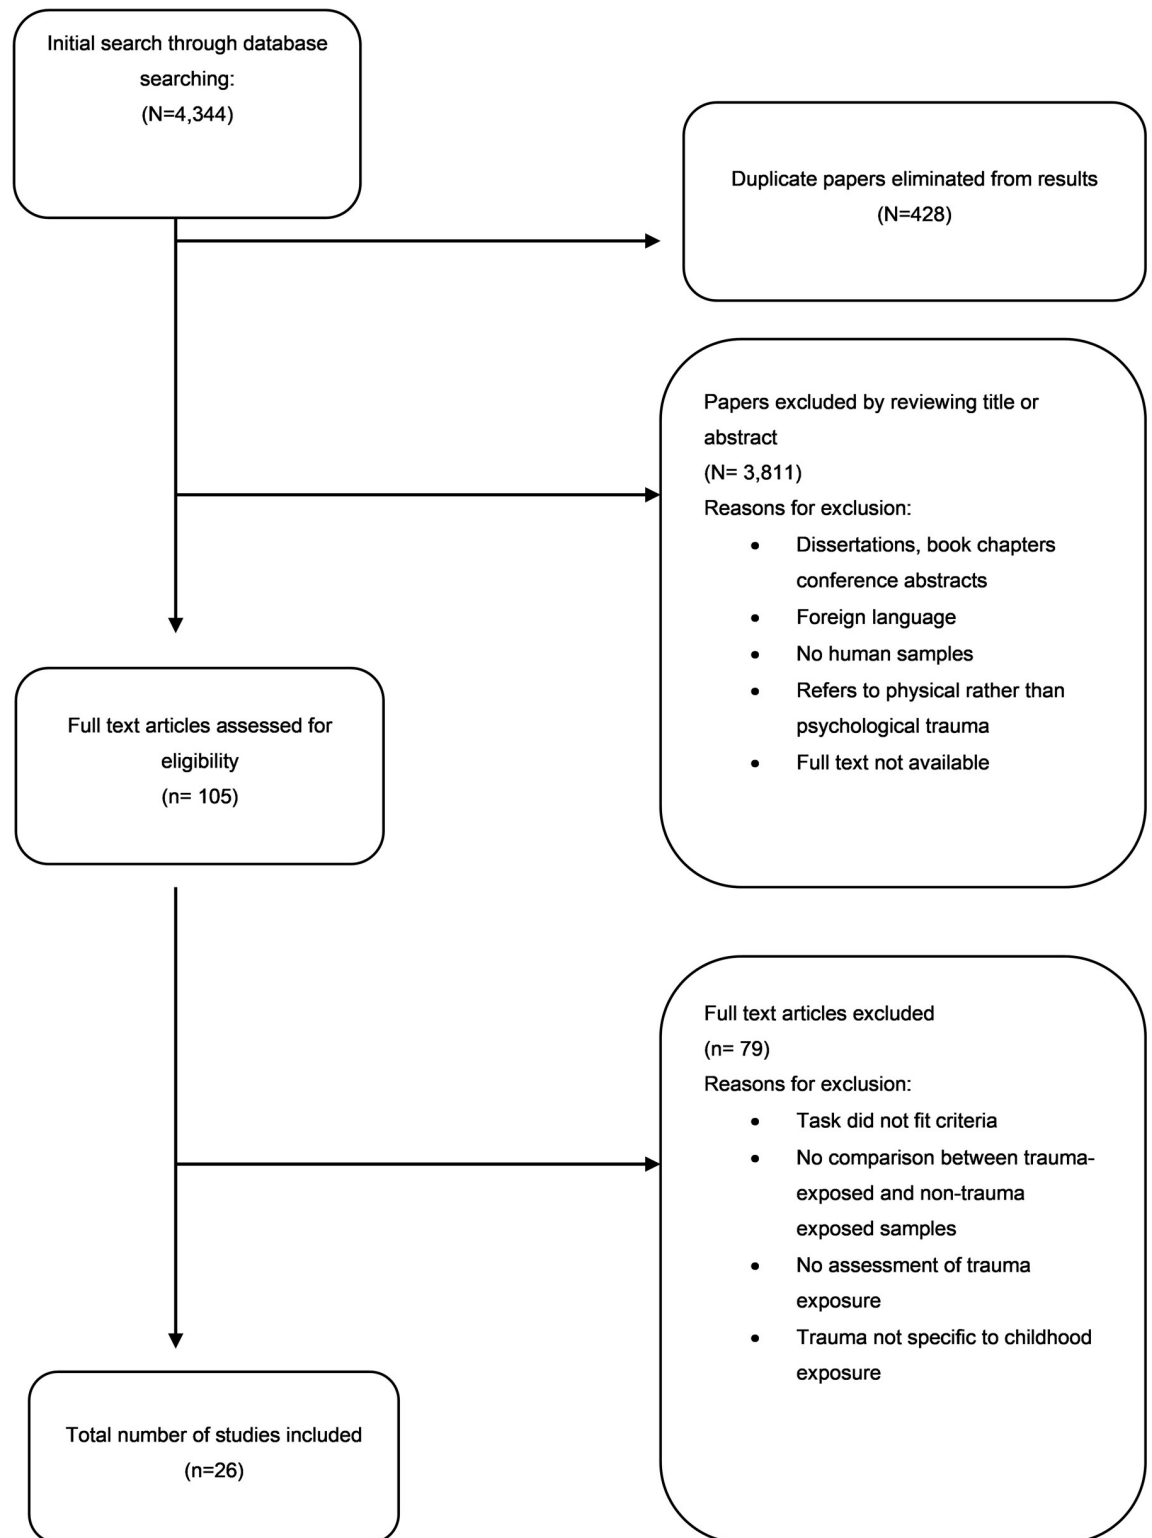 Initial search through database
searching:
(N=4,344)
Duplicate papers eliminated from results
(N=428)
Papers excluded by reviewing title or
abstract
(N= 3,811)
Reasons for exclusion:
• Dissertations, book chapters
conference abstracts
• Foreign language
• No human samples
• Refers to physical rather than
psychological trauma
• Full text not available
Full text articles assessed for
eligibility
(n= 105)
Full text articles excluded
(n= 79)
Reasons for exclusion:
• Task did not fit criteria
• No comparison between trauma-
exposed and non-trauma
exposed samples
• No assessment of trauma
exposure
• Trauma not specific to childhood
exposure
Total number of studies included
(n=26)